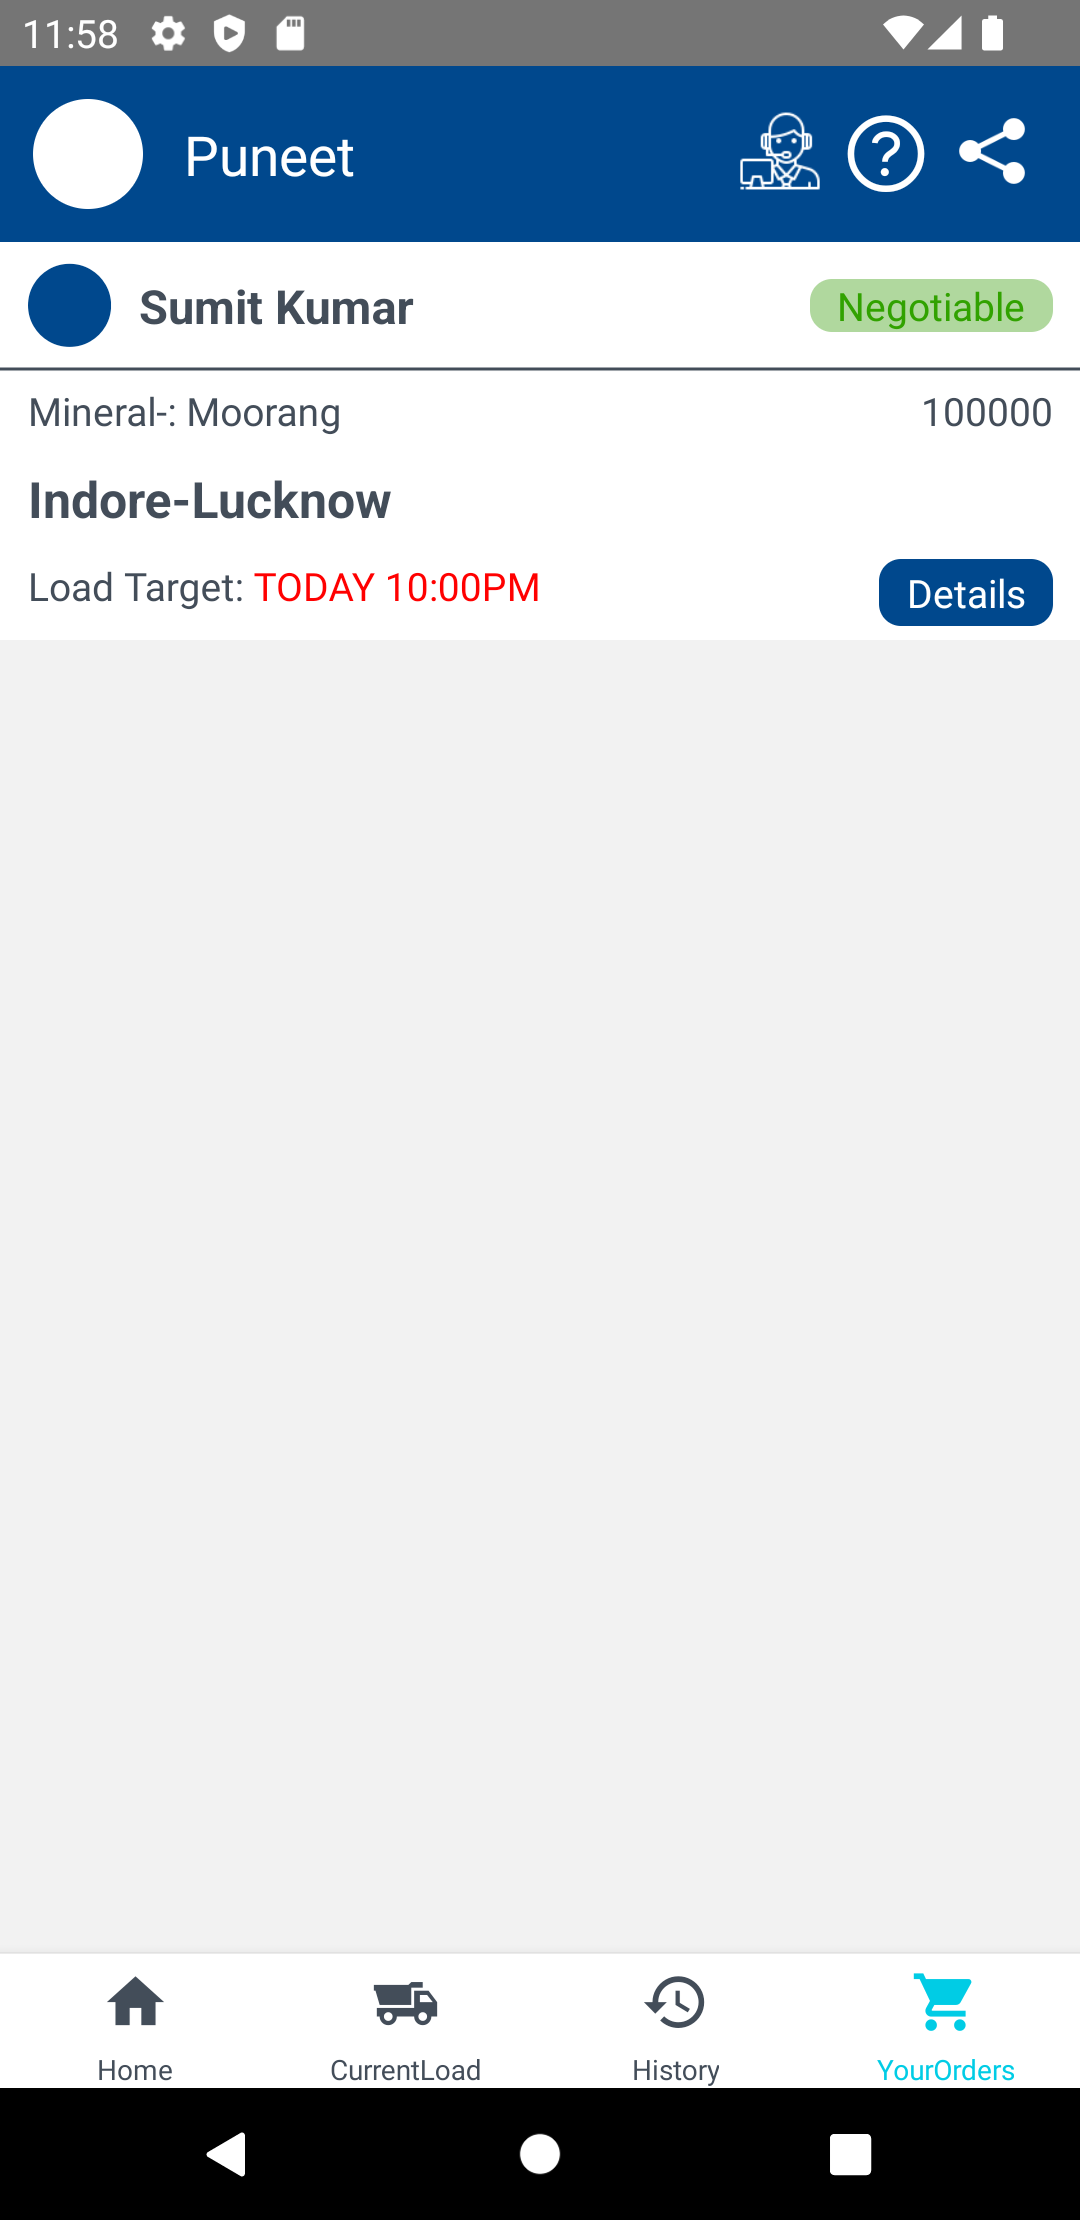 11:58
Puneet
Sumit Kumar
Negotiable
Mineral-: Moorang
100000
Indore-Lucknow
Load Target: TODAY 10:00PM
Details
Home
CurrentLoad
History
YourOrders